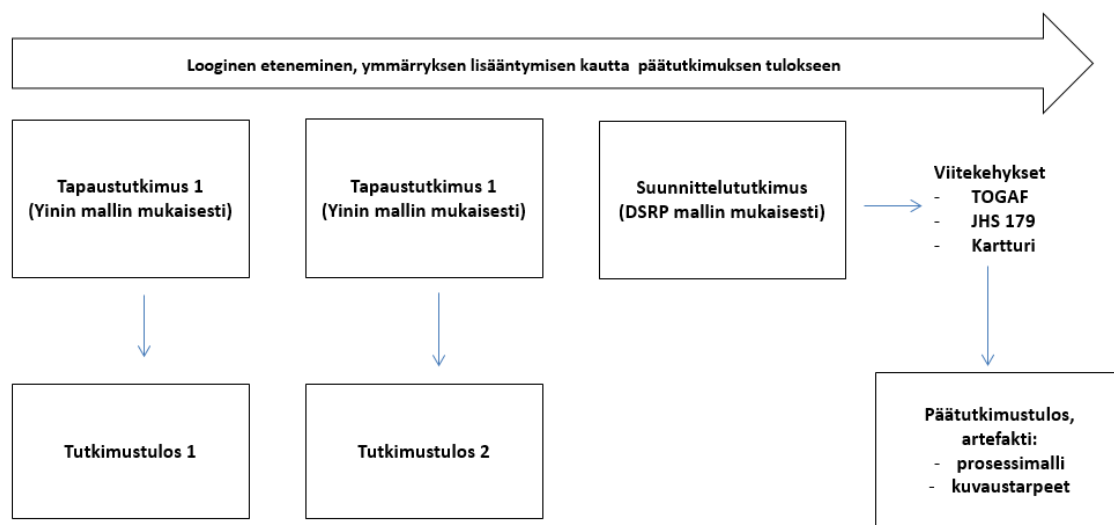 Looginen eteneminen, ymmärryksen lisääntymisen kautta päätutkimuksen tulokseen
Tapaustutkimus 1
(Yinin mallin mukaisesti)
Tapaustutkimus 1
(Yinin mallin mukaisesti)
Suunnittelututkimus
(DSRP mallin mukaisesti)
Viitekehykset
- TOGAF
- JHS 179
- Kartturi
Tutkimustulos 1
Tutkimustulos 2
Päätutkimustulos,
artefakti:
- prosessimalli
- kuvaustarpeet